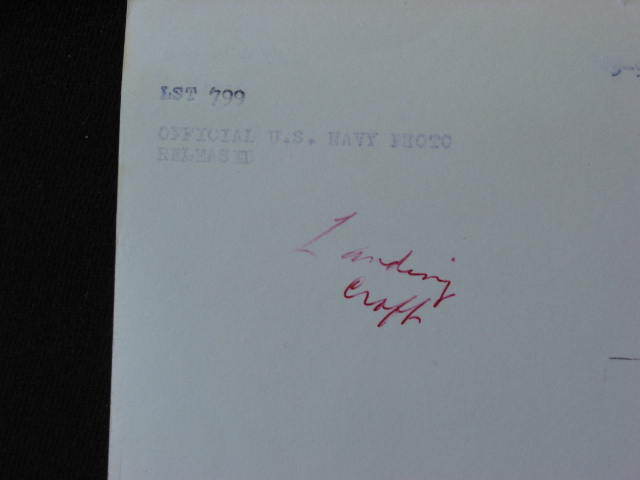 LST 799
OFFICIAL U.S. NAVY PHOTO
RELEASED
Landing
Craft